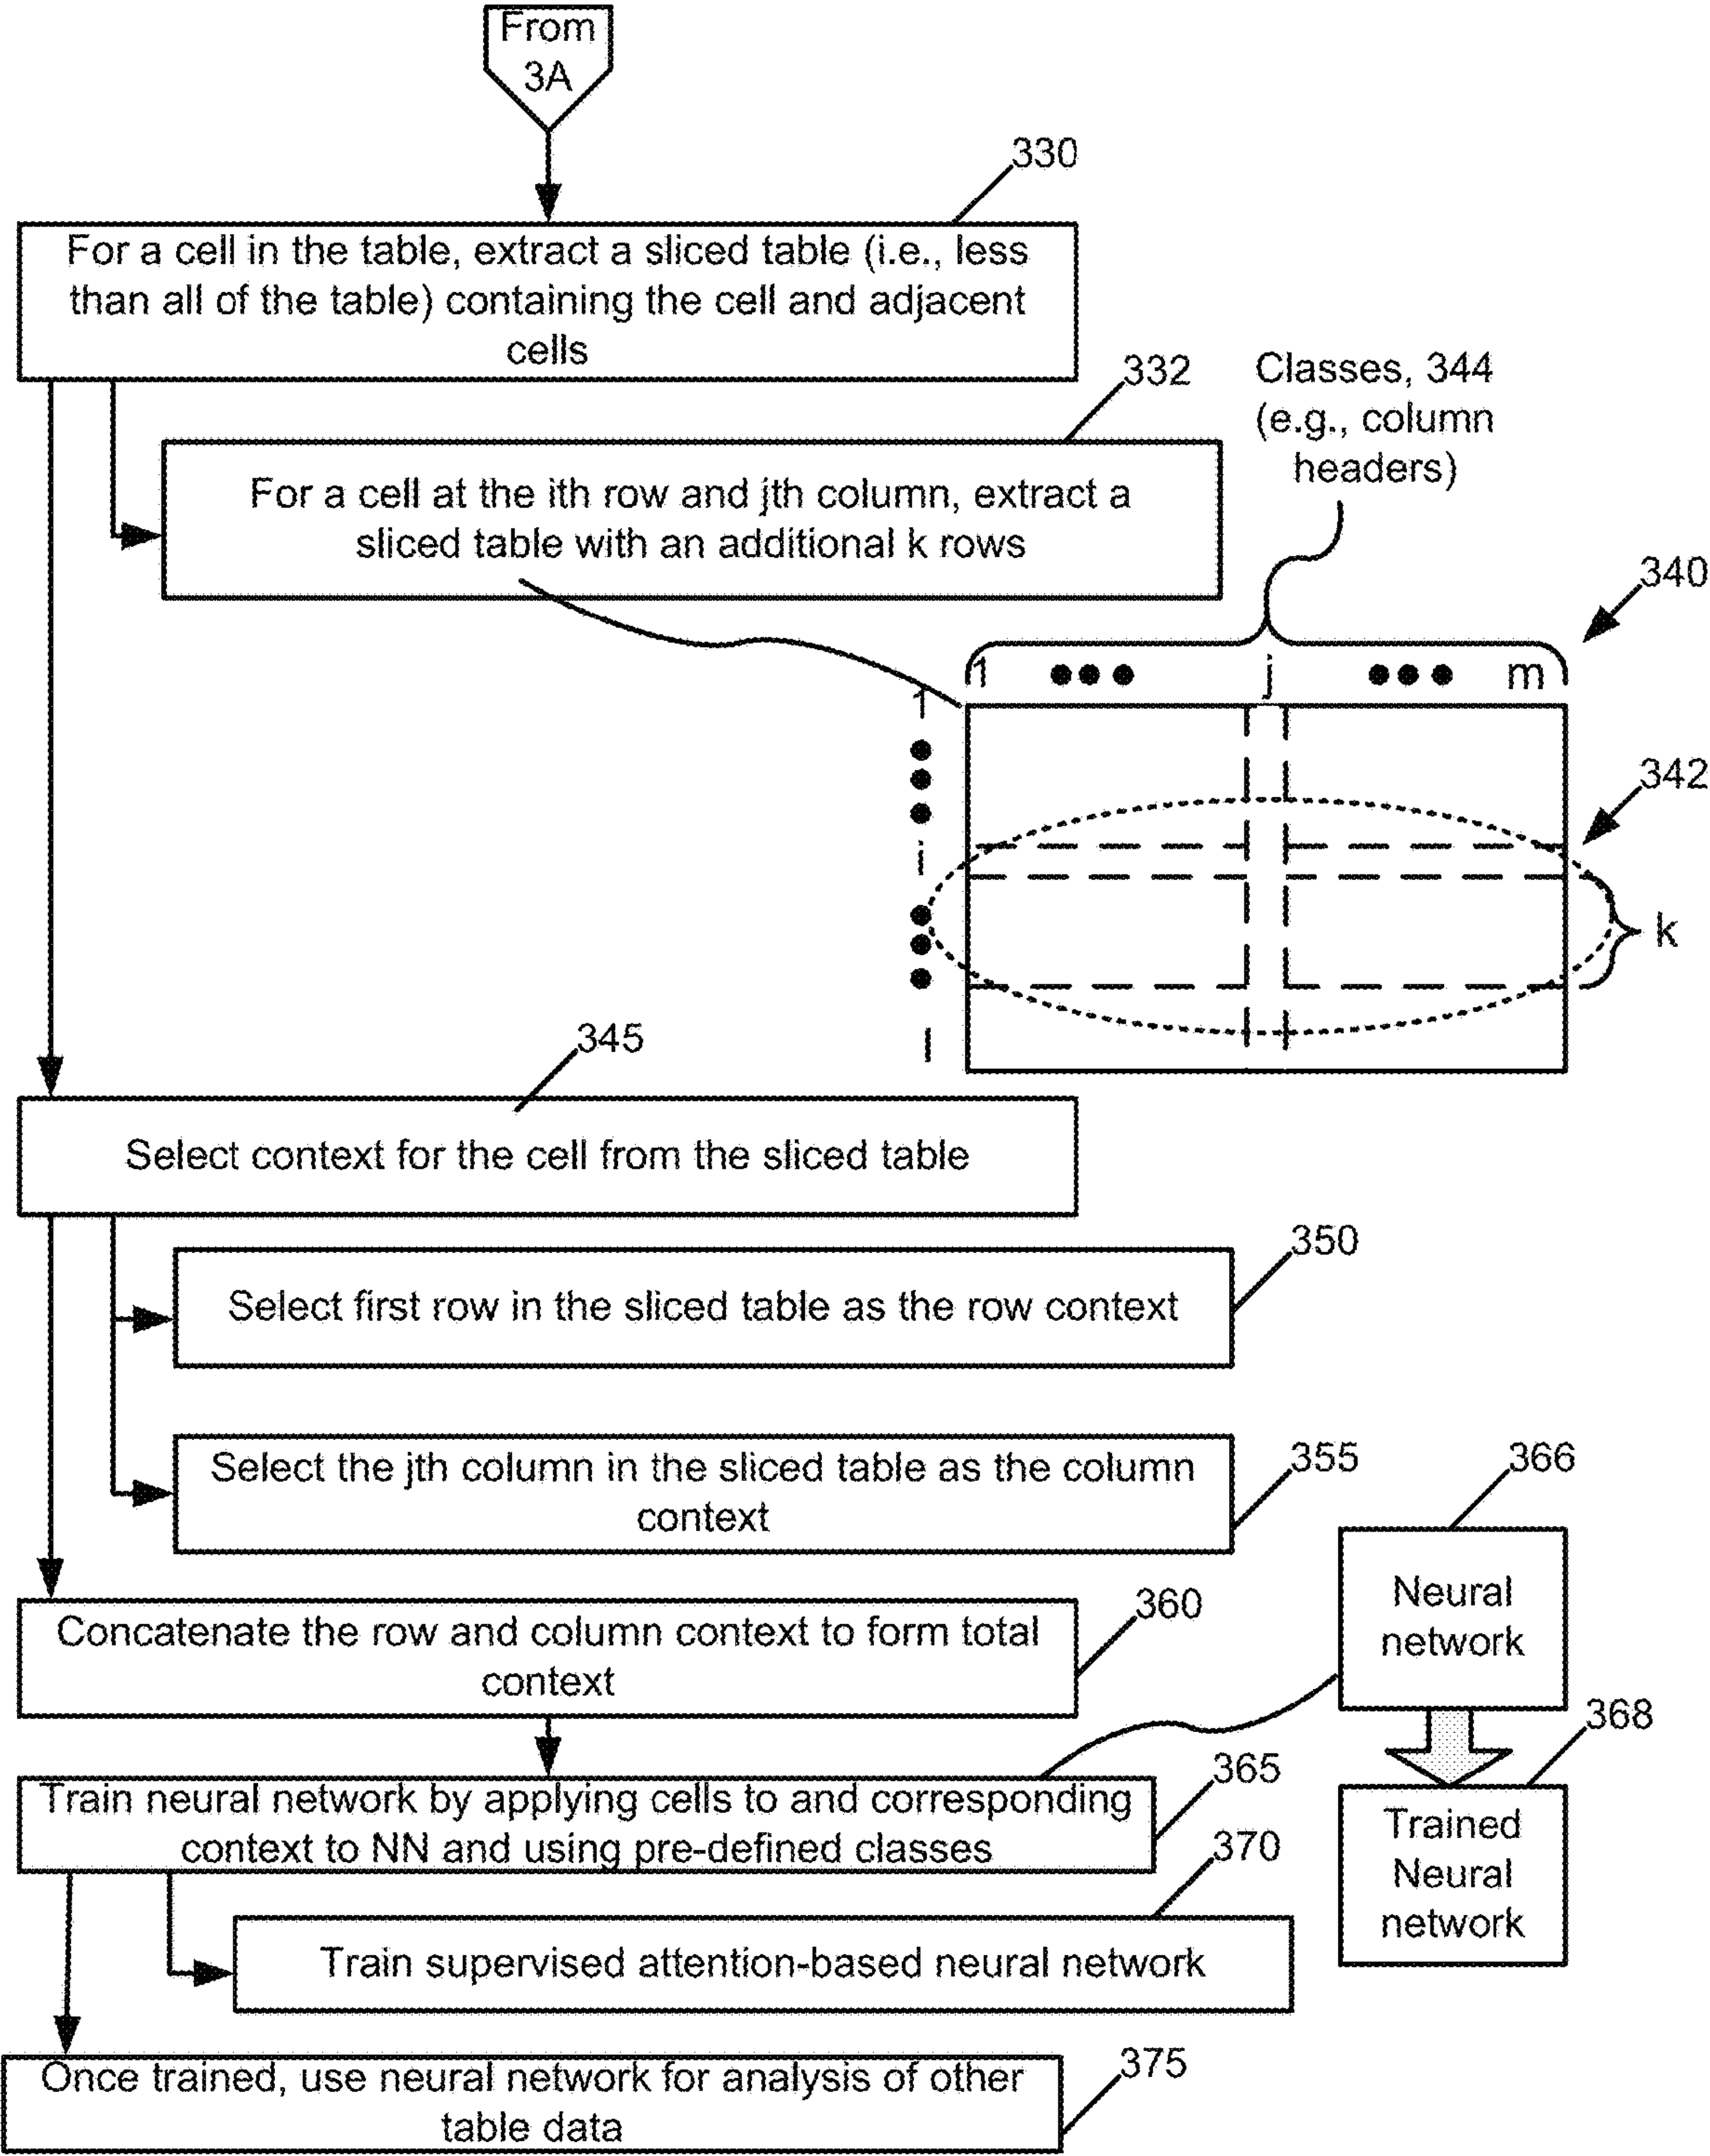 From
3A
330
For a cell in the table, extract a sliced table (i.e., less
than all of the table) containing the cell and adjacent
cells
332
Classes, 344
(e.g., column
headers)
For a cell at the ith row and jth column, extract a
sliced table with an additional k rows
340
1 ●●● j ●●● m
1
342
i
k
l
345
Select context for the cell from the sliced table
350
Select first row in the sliced table as the row context
355
Select the jth column in the sliced table as the column
context
366
Neural
network
360
Concatenate the row and column context to form total
context
368
Trained
Neural
network
365
Train neural network by applying cells to and corresponding
context to NN and using pre-defined classes
370
Train supervised attention-based neural network
375
Once trained, use neural network for analysis of other
table data